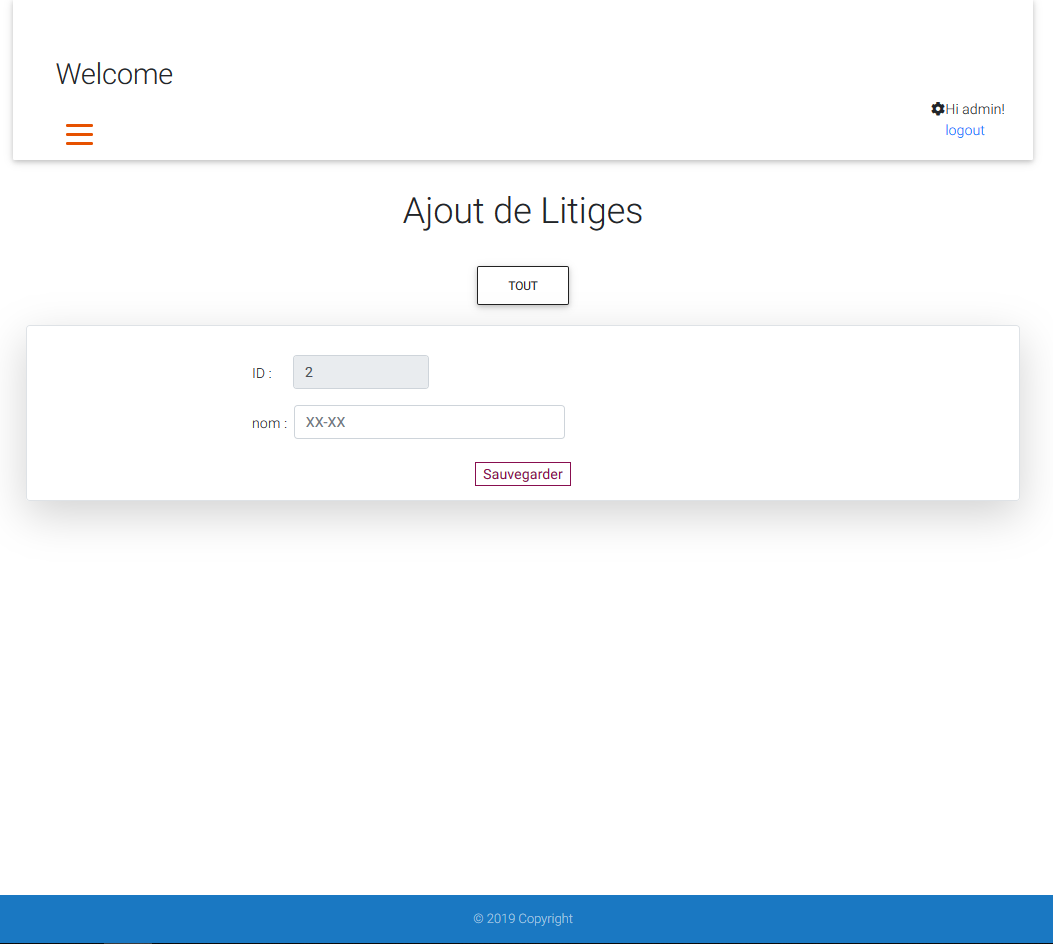 Welcome
Hi admin!
logout
Ajout de Litiges
TOUT
ID : 2
nom : XX-XX
Sauvegarder
© 2019 Copyright